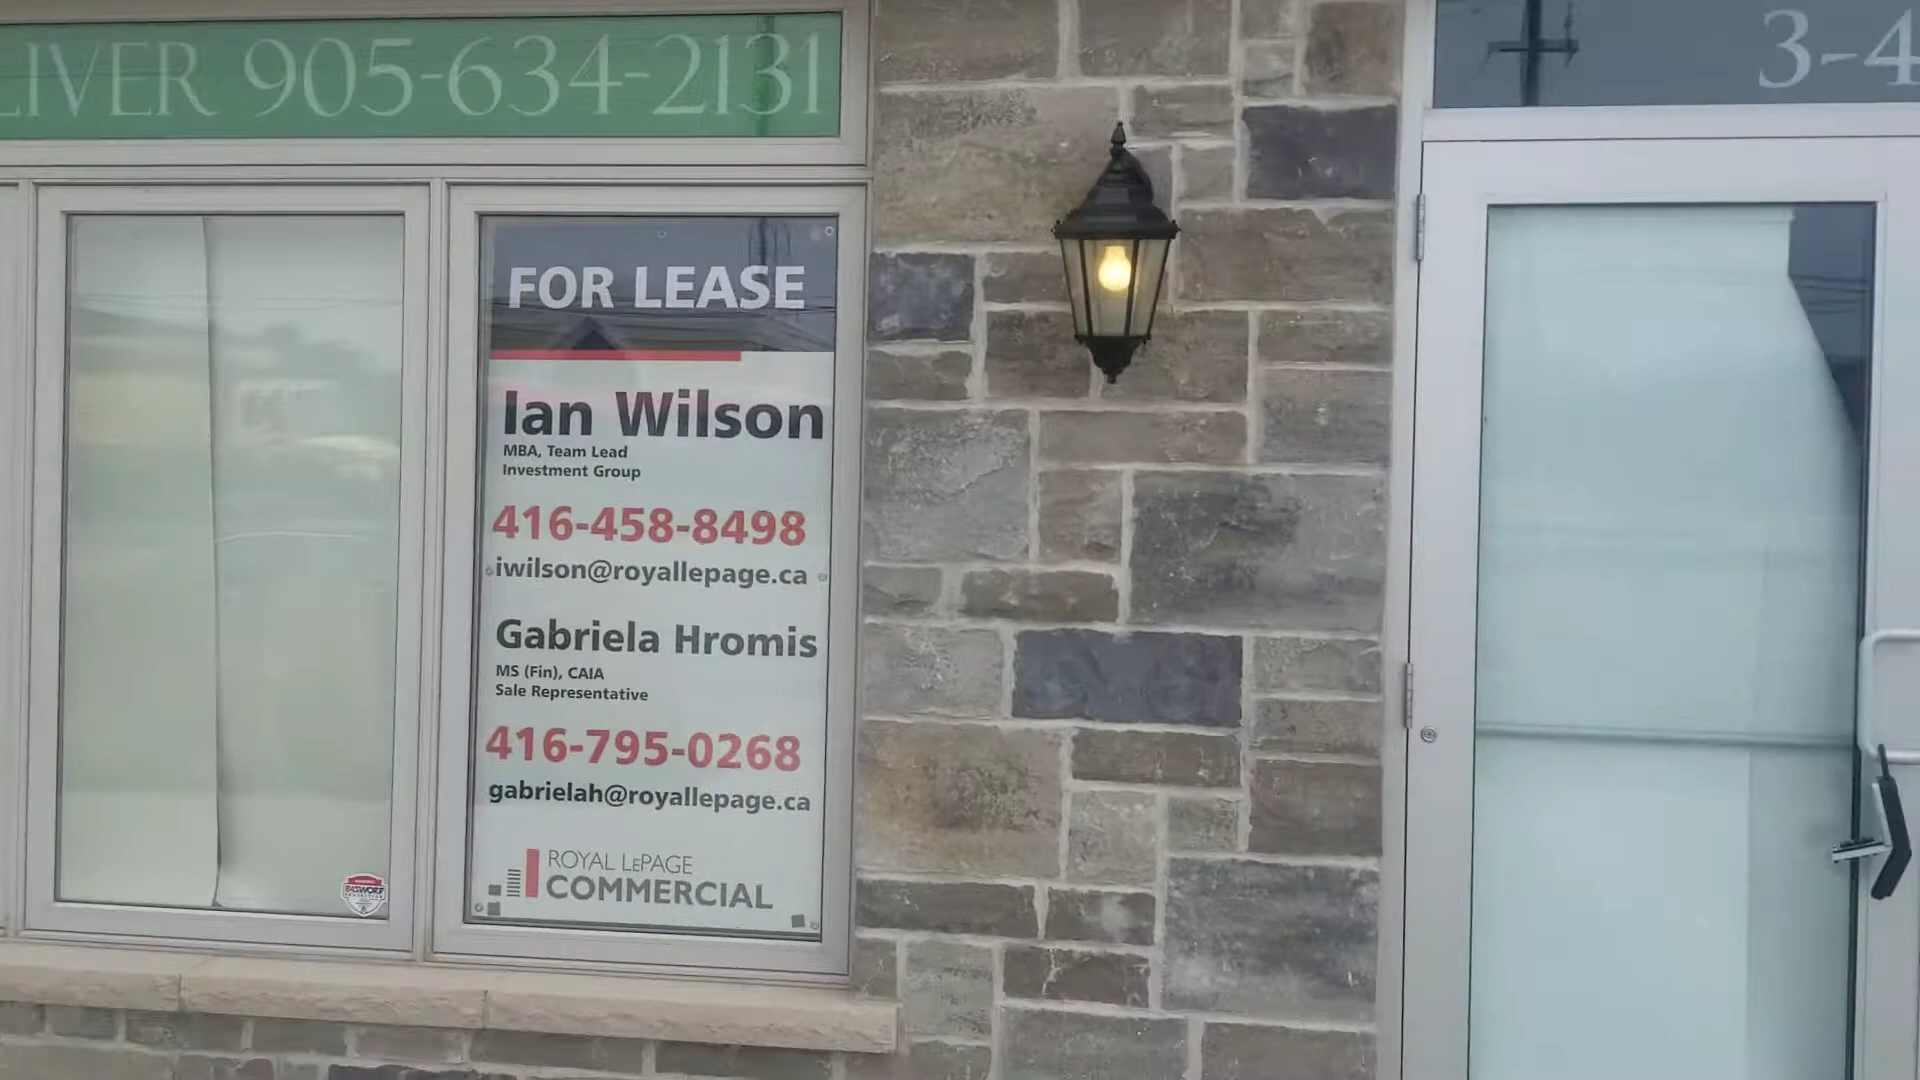 LIVER 905-634-2131
3-4
FOR LEASE
Ian Wilson
MBA, Team Lead
Investment Group
416-458-8498
iwilson@royallepage.ca
Gabriela Hromis
MS (Fin), CAIA
Sale Representative
416-795-0268
gabrielah@royallepage.ca
ROYAL LEPAGE
COMMERCIAL